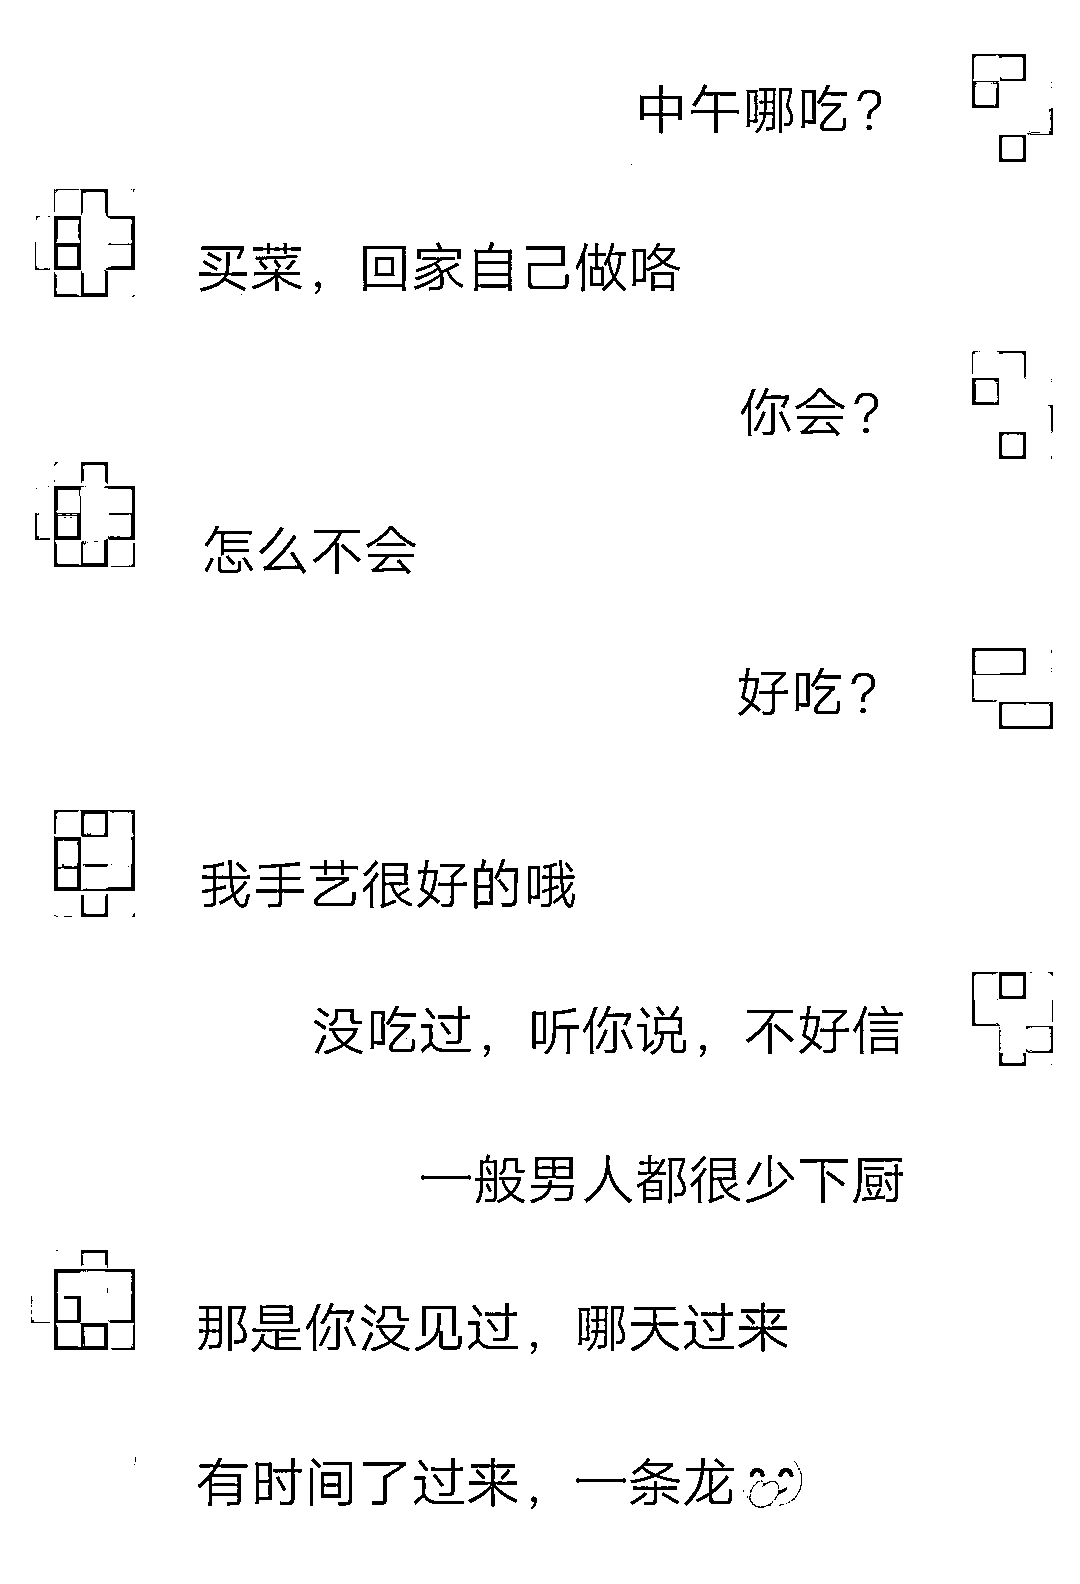 中午哪吃?
买菜，回家自己做咯
你会?
怎么不会
好吃?
我手艺很好的哦
没吃过，听你说，不好信
一般男人都很少下厨
那是你没见过，哪天过来
有时间了过来，一条龙